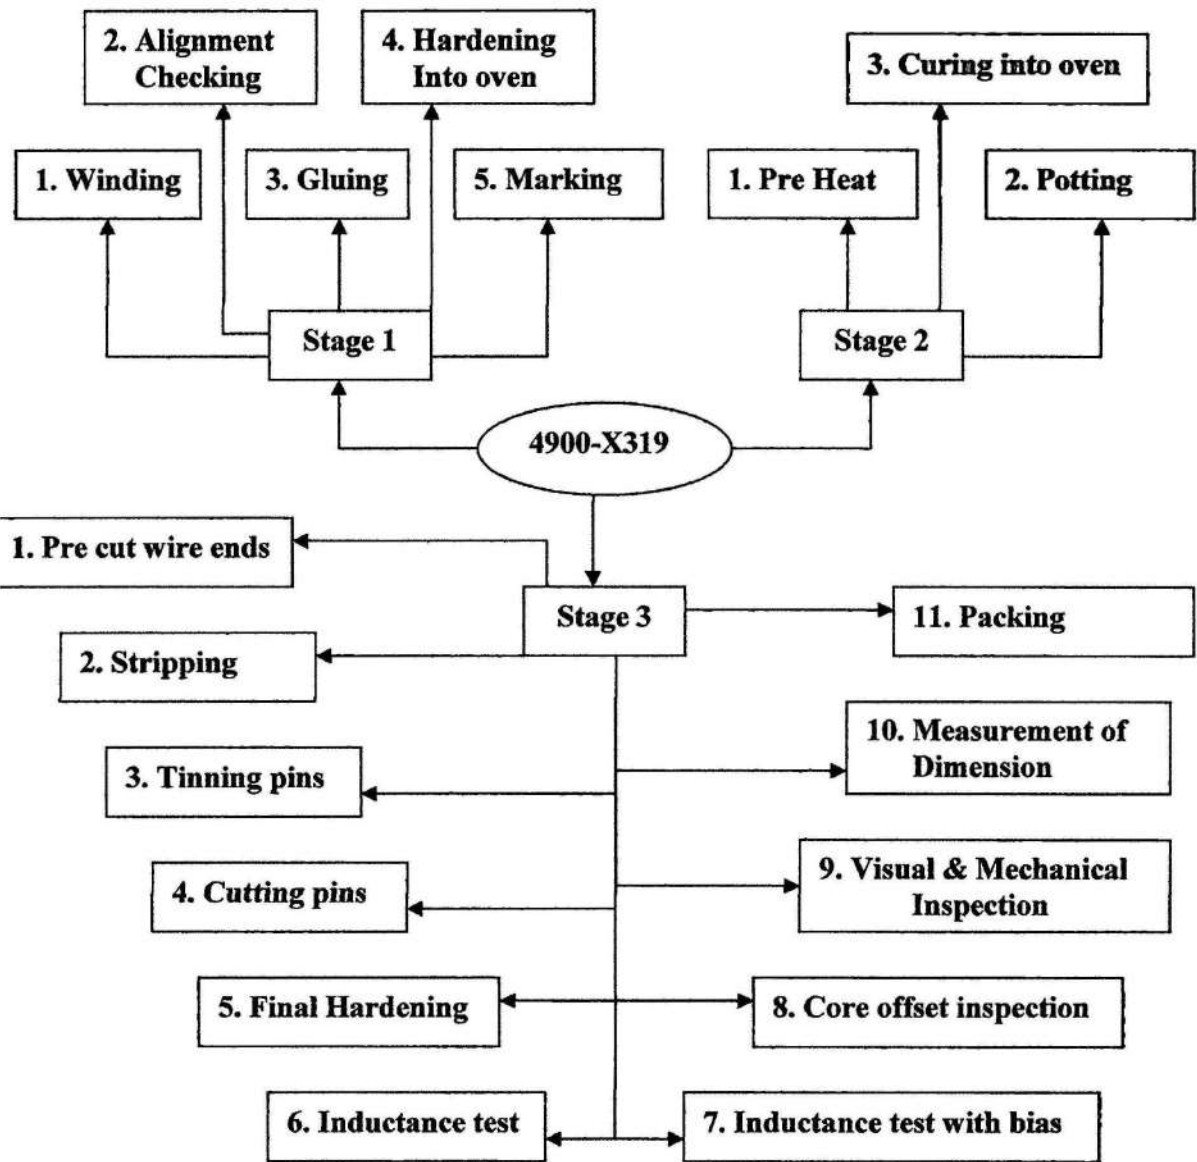 2. Alignment
Checking
4. Hardening
Into oven
3. Curing into oven
1. Winding
3. Gluing
5. Marking
1. Pre Heat
2. Potting
Stage 1
Stage 2
4900-X319
1. Pre cut wire ends
Stage 3
11. Packing
2. Stripping
10. Measurement of
Dimension
3. Tinning pins
9. Visual & Mechanical
Inspection
4. Cutting pins
5. Final Hardening
8. Core offset inspection
6. Inductance test
7. Inductance test with bias